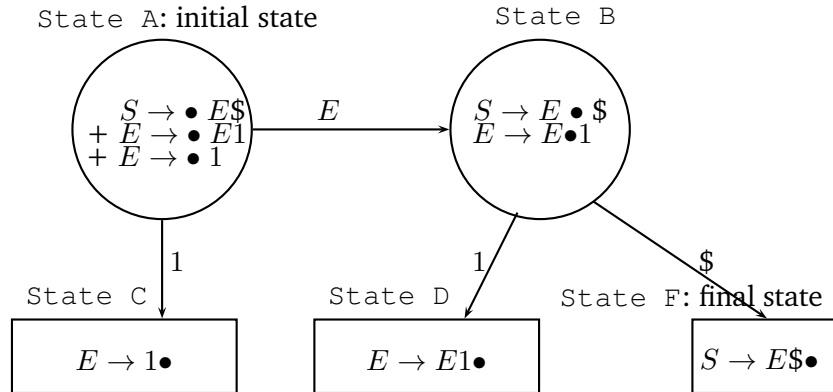 State A: initial state
State B
S → • E$
+ E → • E1
+ E → • 1
E
S → E • $
E → E•1
1
1
$
State C
State D
State F: final state
E → 1•
E → E1•
S → E$•